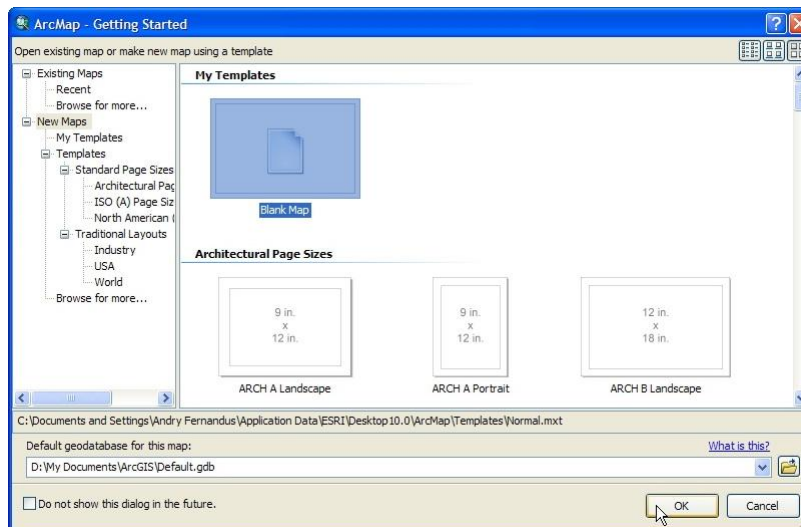 ArcMap - Getting Started
Open existing map or make new map using a template
Existing Maps
Recent
Browse for more...
New Maps
My Templates
Templates
Standard Page Sizes
Architectural Pag
ISO (A) Page Siz
North American (
Traditional Layouts
Industry
USA
World
Browse for more...
My Templates
Blank Map
Architectural Page Sizes
9 in.
x
12 in.
ARCH A Landscape
9 in.
x
12 in.
ARCH A Portrait
12 in.
x
18 in.
ARCH B Landscape
C:\Documents and Settings\Andry Fernandus\Application Data\ESRI\Desktop10.0\ArcMap\Templates\Normal.mxt
Default geodatabase for this map:
What is this?
D:\My Documents\ArcGIS\Default.gdb
Do not show this dialog in the future.
OK
Cancel